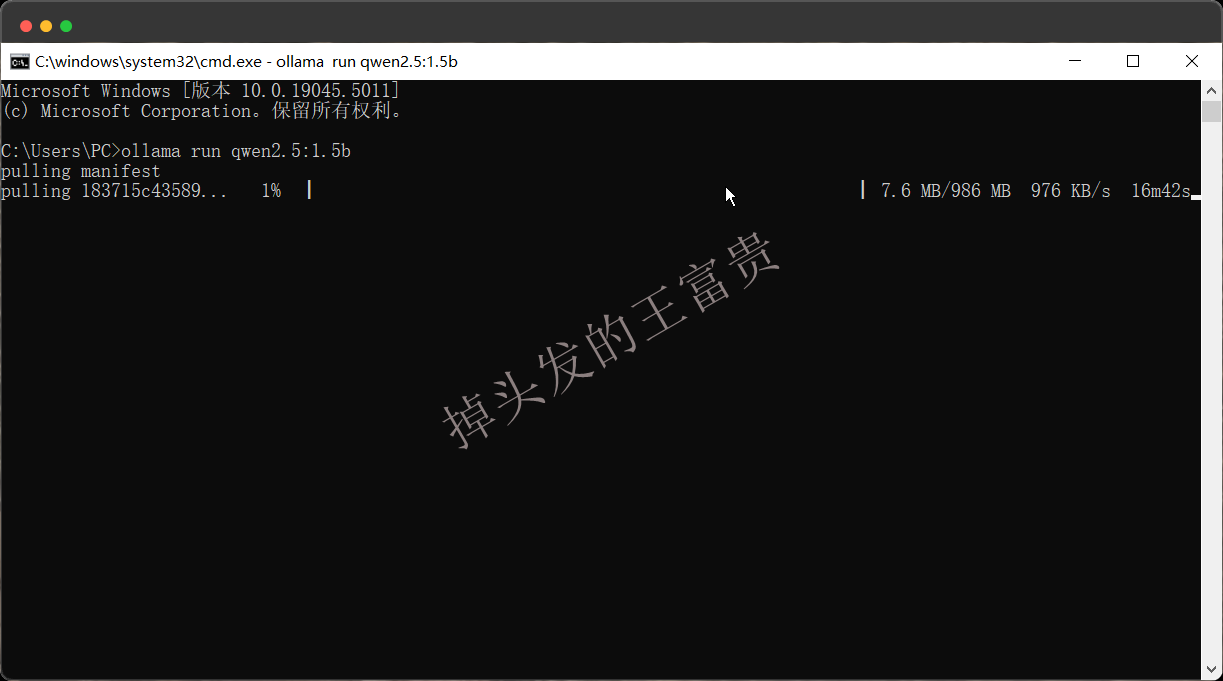 C:\windows\system32\cmd.exe - ollama  run qwen2.5:1.5b
Microsoft Windows [版本 10.0.19045.5011]
(c) Microsoft Corporation。保留所有权利。
C:\Users\PC>ollama run qwen2.5:1.5b
pulling manifest
pulling 183715c43589...   1%  ▕                                                      ▏ 7.6 MB/986 MB  976 KB/s  16m42s
掉头发的王富贵